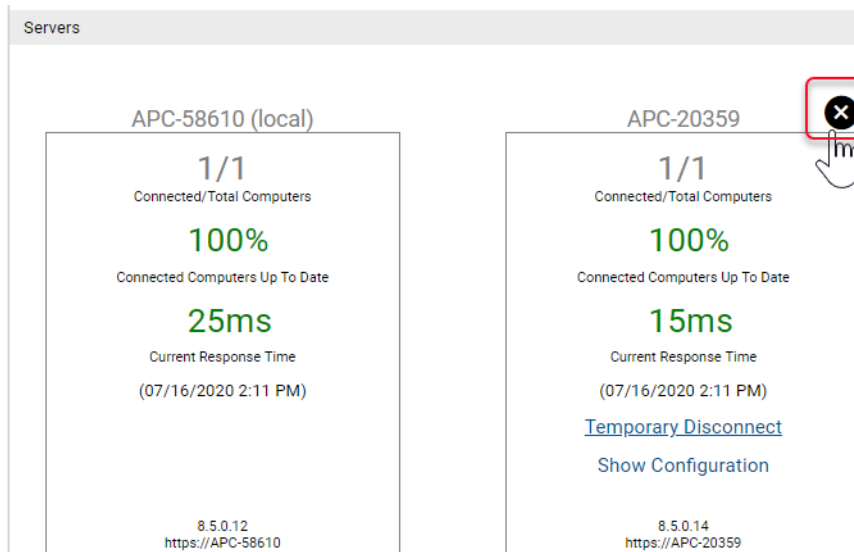 Servers
APC-58610 (local)
1/1
Connected/Total Computers
100%
Connected Computers Up To Date
25ms
Current Response Time
(07/16/2020 2:11 PM)
8.5.0.12
https://APC-58610
APC-20359
1/1
Connected/Total Computers
100%
Connected Computers Up To Date
15ms
Current Response Time
(07/16/2020 2:11 PM)
Temporary Disconnect
Show Configuration
8.5.0.14
https://APC-20359